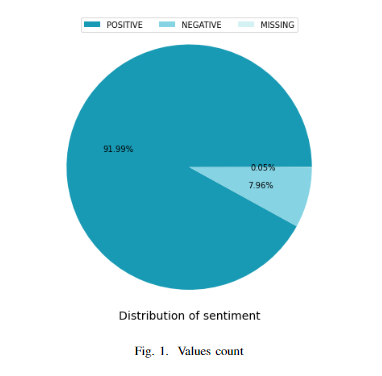 POSITIVE NEGATIVE MISSING
91.99%
0.05%
7.96%
Distribution of sentiment
Fig. 1. Values count